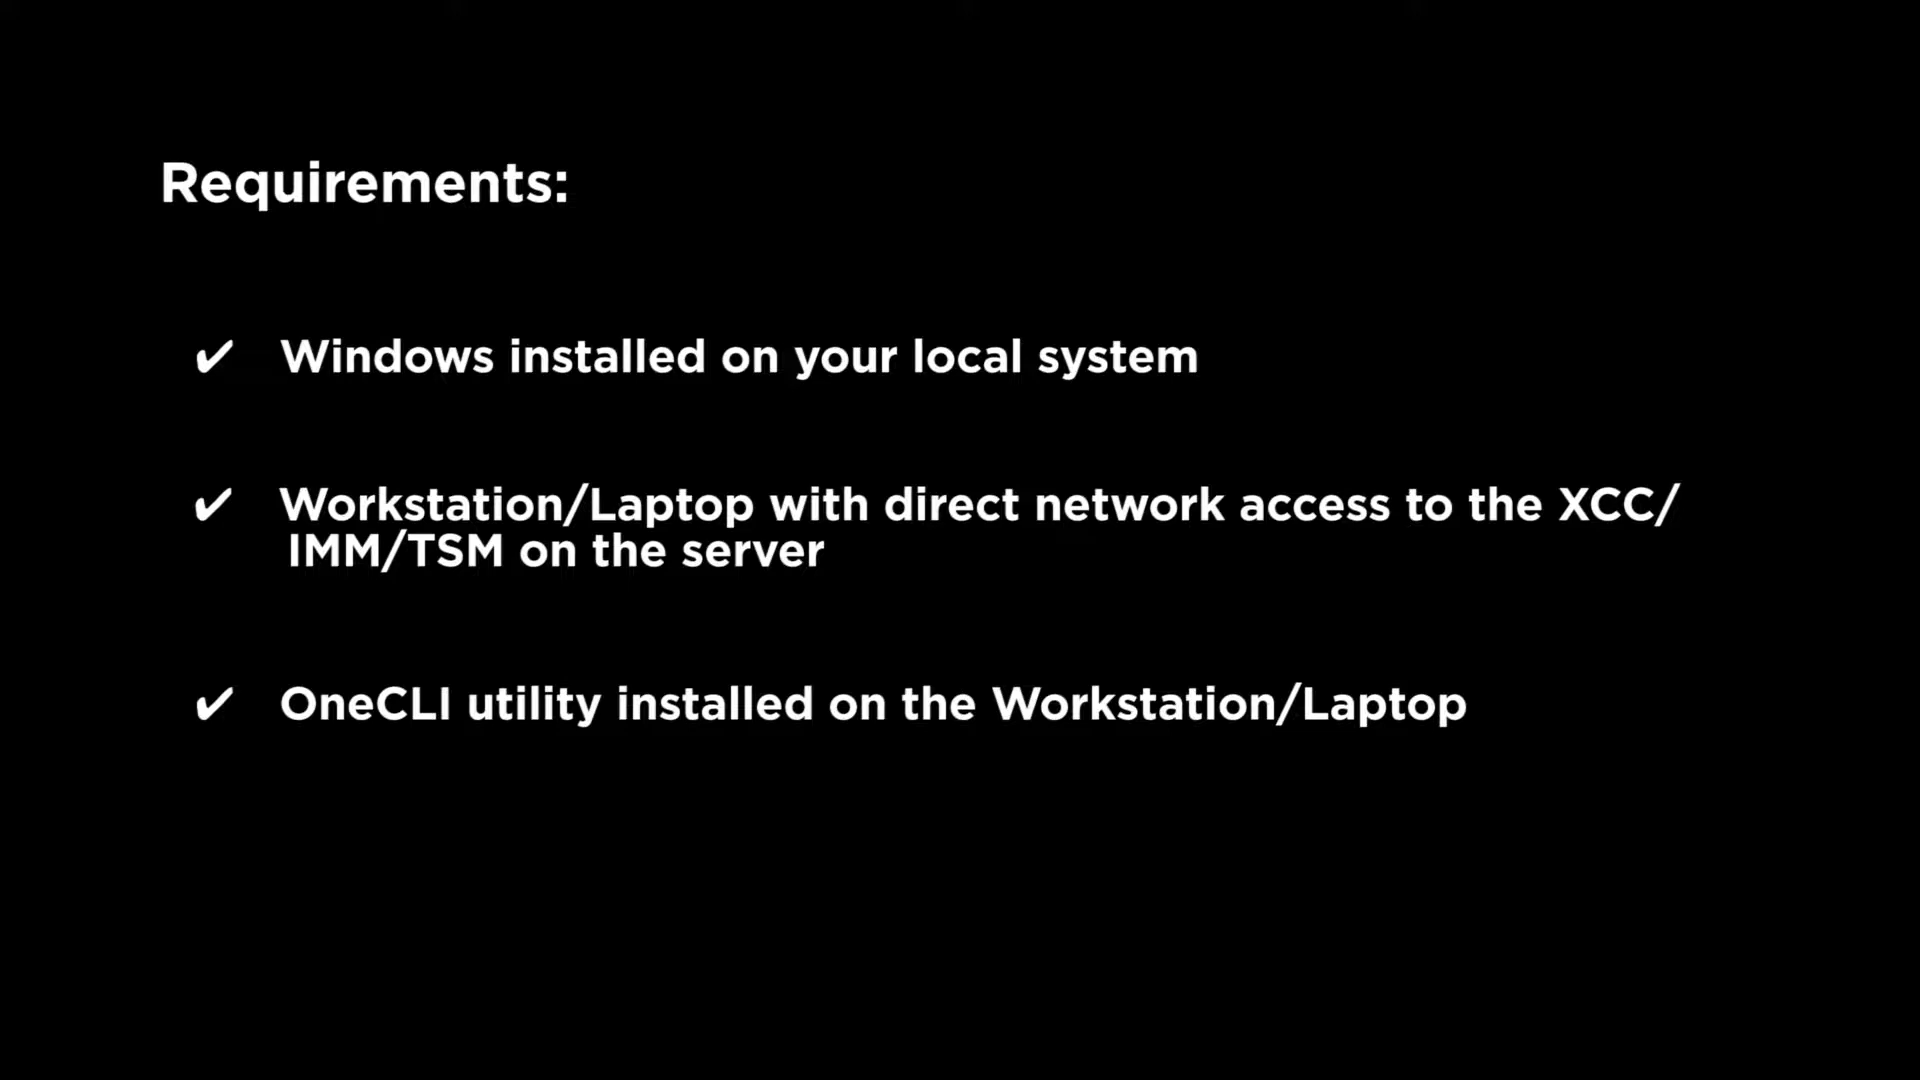 Requirements:
✔ Windows installed on your local system
✔ Workstation/Laptop with direct network access to the XCC/
IMM/TSM on the server
✔ OneCLI utility installed on the Workstation/Laptop